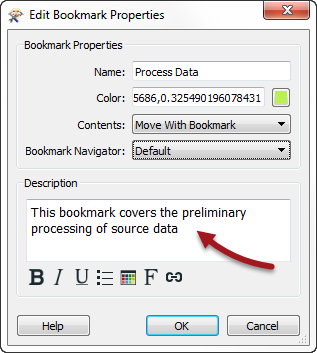 Edit Bookmark Properties
Bookmark Properties
Name: Process Data
Color: 5686,0.325490196078431
Contents: Move With Bookmark
Bookmark Navigator: Default
Description
This bookmark covers the preliminary
processing of source data
B I U F
Help OK Cancel